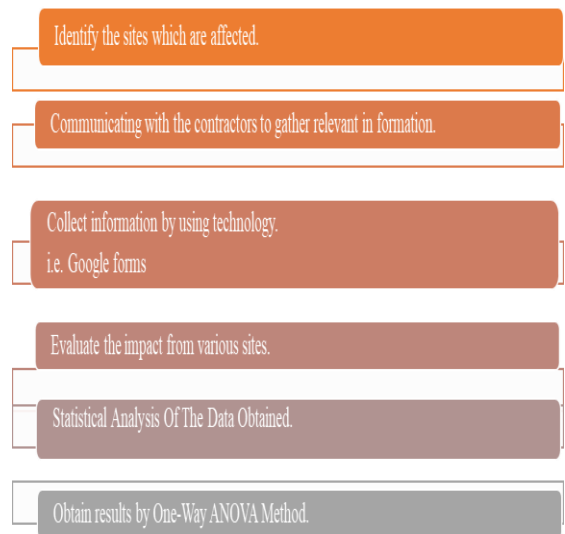 Identify the sites which are affected.
Communicating with the contractors to gather relevant in formation.
Collect information by using technology.
i.e. Google forms
Evaluate the impact from various sites.
Statistical Analysis Of The Data Obtained.
Obtain results by One-Way ANOVA Method.